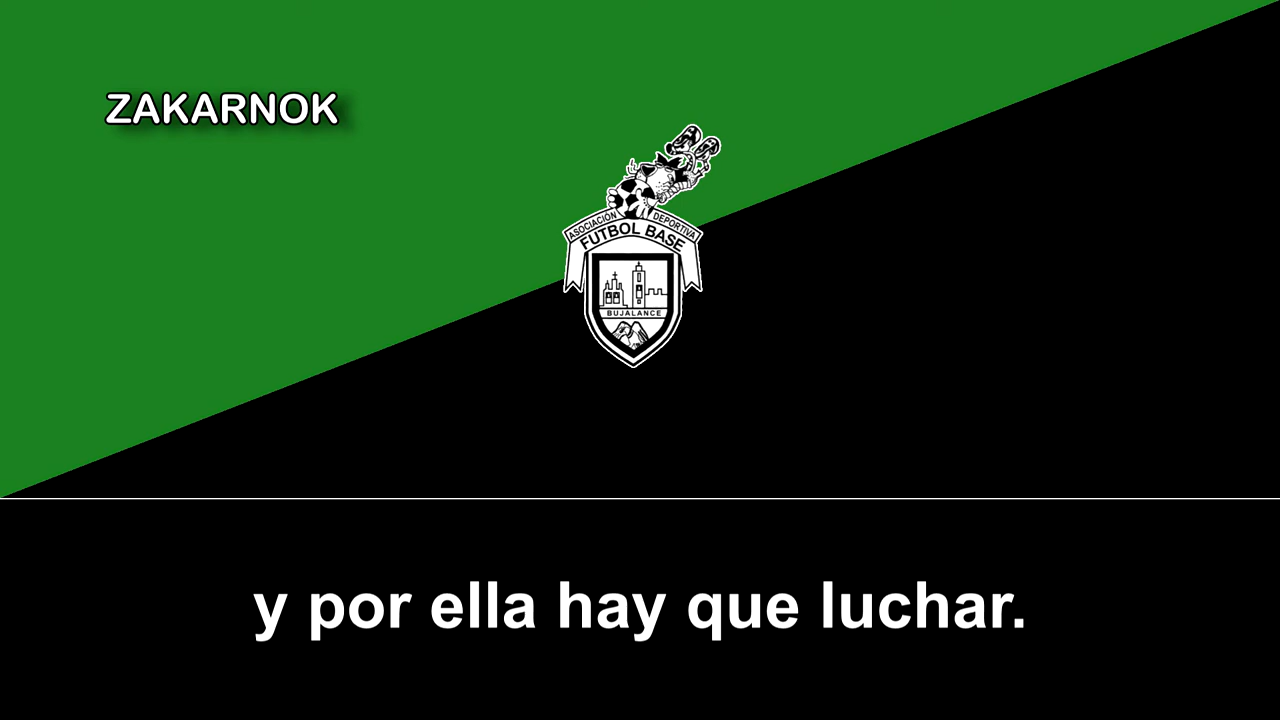 ZAKARNOK
ASOCIACIÓN DEPORTIVA
FUTBOL BASE
BUJALANCE
y por ella hay que luchar.